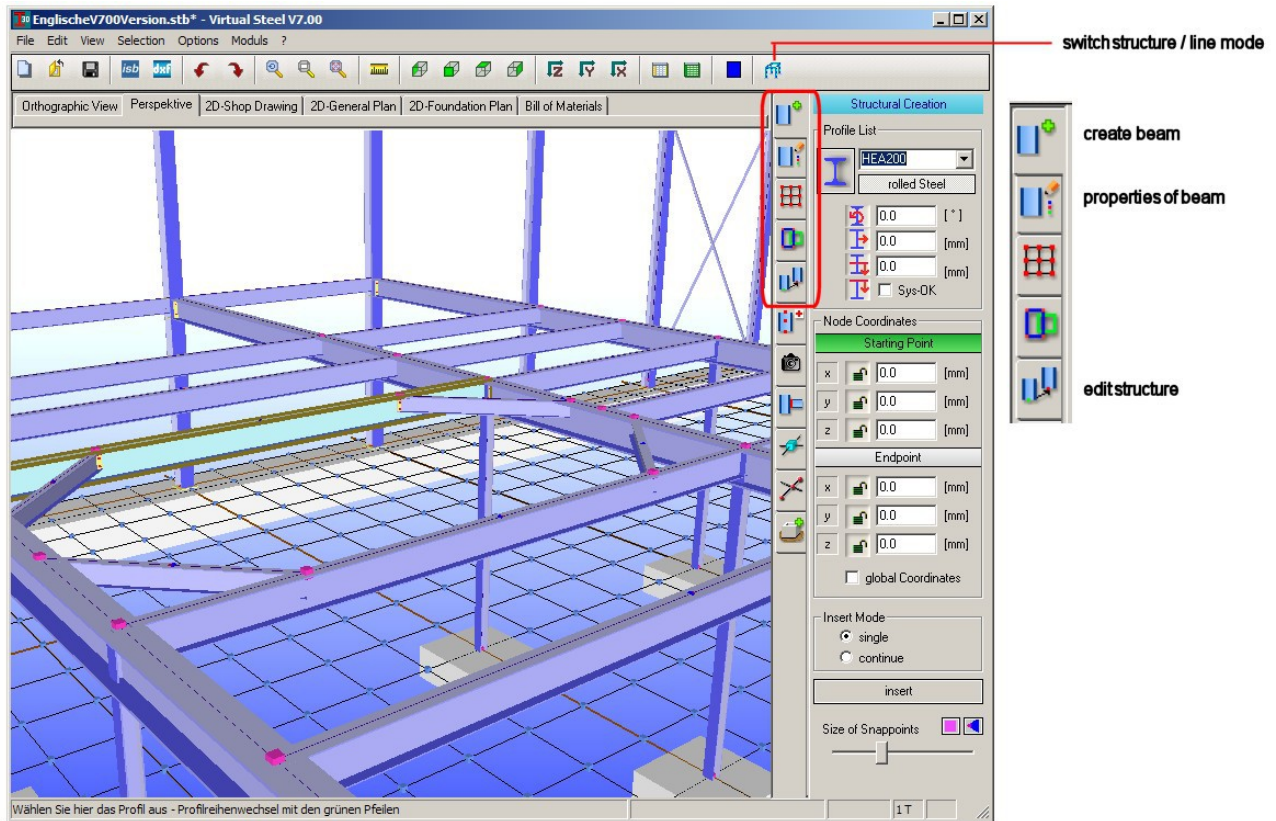 EnglischeV700Version.stb* - Virtual Steel V7.00
File Edit View Selection Options Moduls ?
isb dxf Z Y X
switch structure / line mode
Orthographic View Perspektive 2D-Shop Drawing 2D-General Plan 2D-Foundation Plan Bill of Materials
Structural Creation
Profile List
HEA200
rolled Steel
0.0 [°]
0.0 [mm]
0.0 [mm]
Sys-OK
Node Coordinates
Starting Point
x 0.0 [mm]
y 0.0 [mm]
z 0.0 [mm]
Endpoint
x 0.0 [mm]
y 0.0 [mm]
z 0.0 [mm]
global Coordinates
Insert Mode
single
continue
insert
Size of Snappoints
Wählen Sie hier das Profil aus - Profilreihenwechsel mit den grünen Pfeilen
1 T
create beam
properties of beam
edit structure